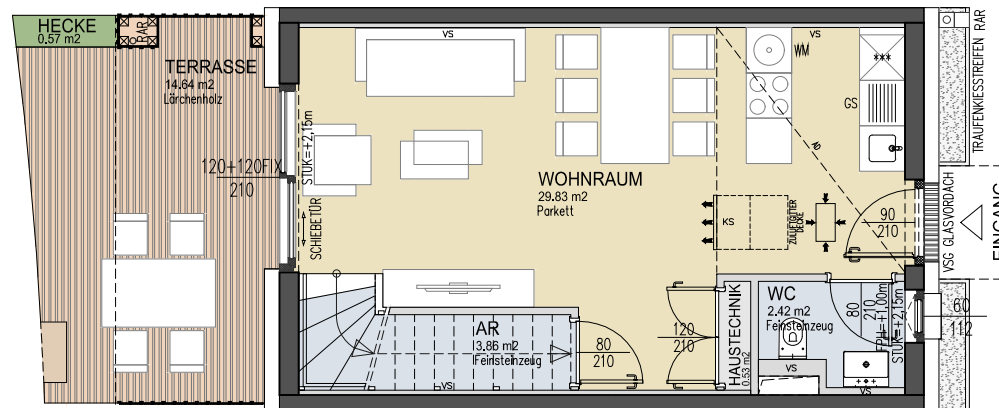 HECKE
0.57 m2
RAR
TERRASSE
14.64 m2
Lärchenholz
120+120FIX
210
STUK=+2,15m
SCHIEBETÜR
VS
WOHNRAUM
29.83 m2
Parkett
WM
VS
***
GS
AD
KS
ZULUFTGITTER
DECKE
90
210
TRAUFENKIESSTREIFEN RAR
VSG GLASVORDACH
EINGANG
AR
3.86 m2
Feinsteinzeug
VS
80
210
120
210
HAUSTECHNIK
0.53 m2
WC
2.42 m2
Feinsteinzeug
VS
80
210
FPH=+1,00m
STUK=+2,15m
VS
60
112